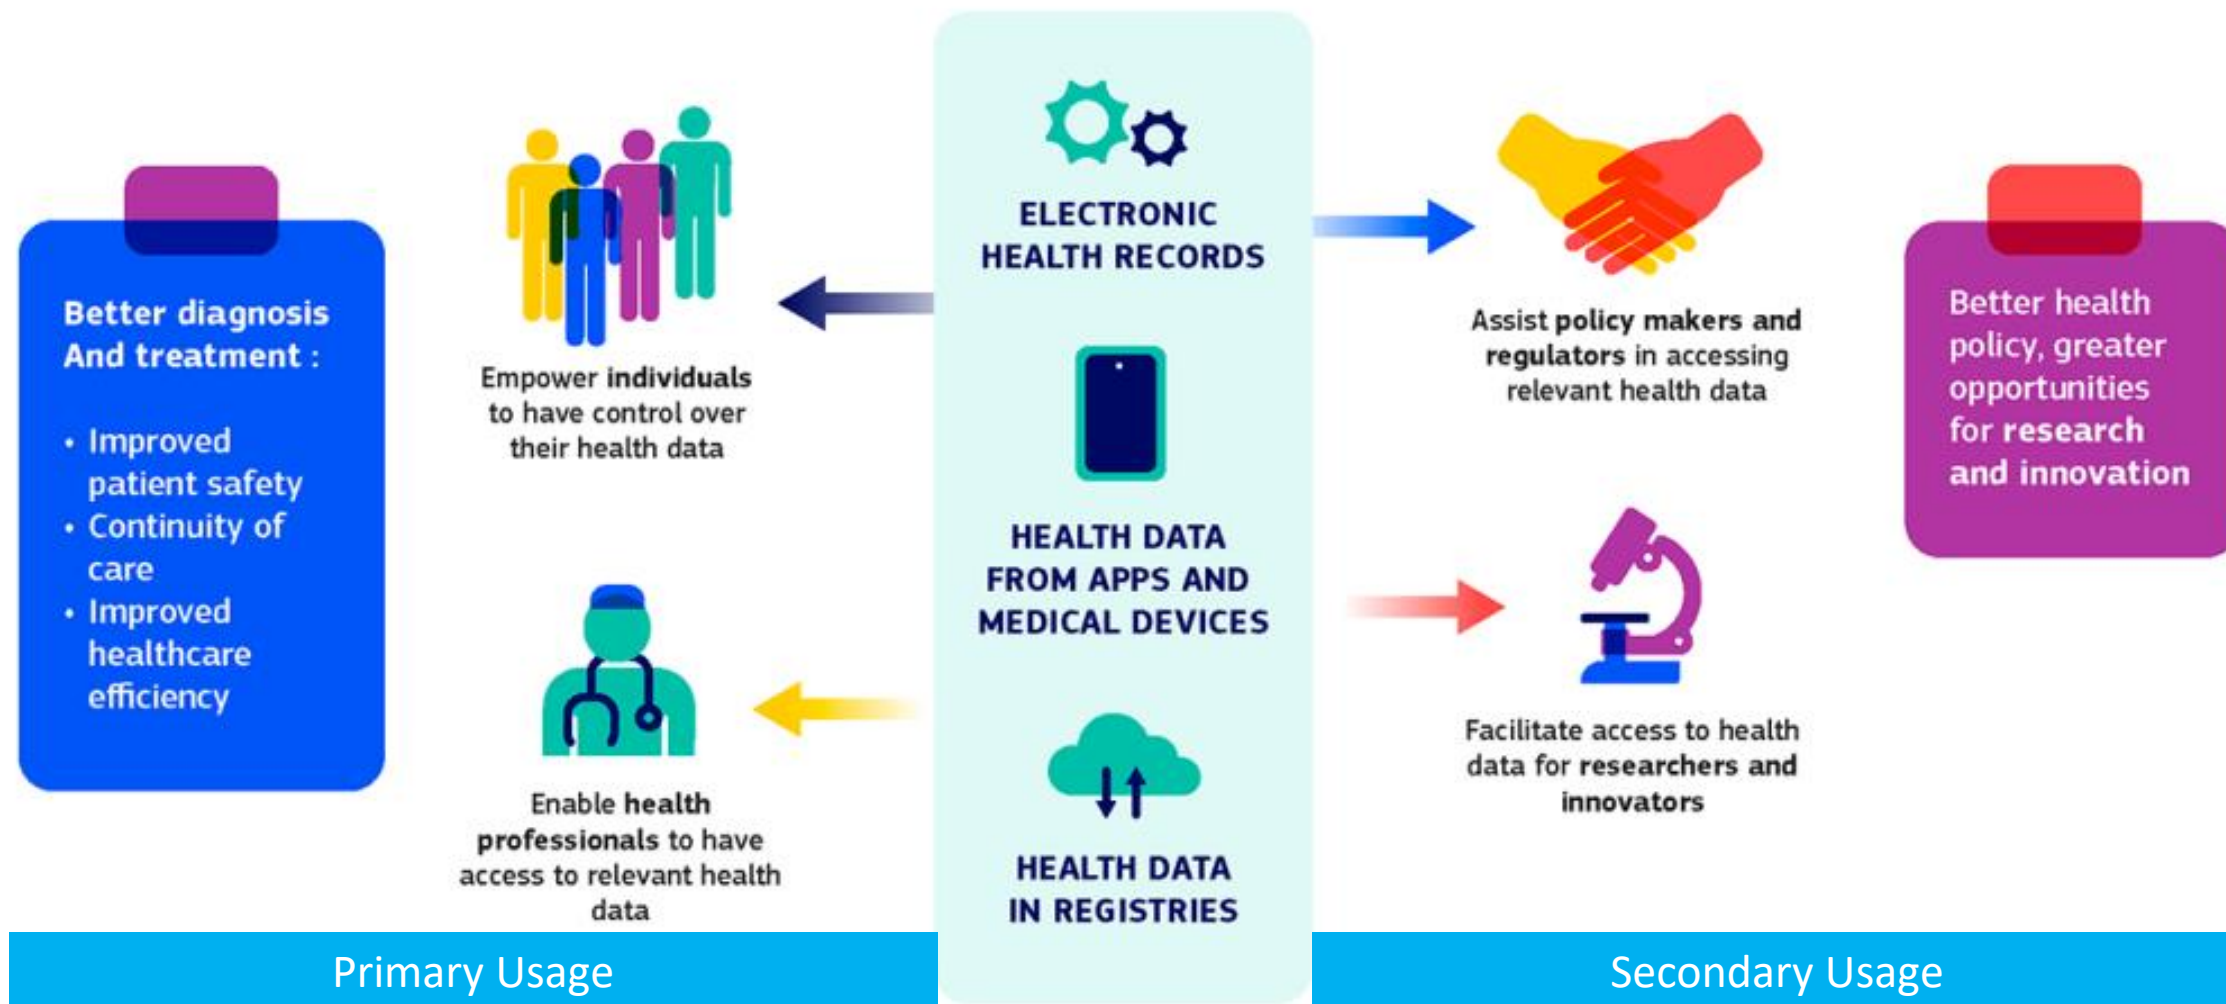 Better diagnosis
And treatment :
• Improved
patient safety
• Continuity of
care
• Improved
healthcare
efficiency
Empower individuals
to have control over
their health data
Enable health
professionals to have
access to relevant health
data
ELECTRONIC
HEALTH RECORDS
HEALTH DATA
FROM APPS AND
MEDICAL DEVICES
HEALTH DATA
IN REGISTRIES
Assist policy makers and
regulators in accessing
relevant health data
Facilitate access to health
data for researchers and
innovators
Better health
policy, greater
opportunities
for research
and innovation
Primary Usage
Secondary Usage